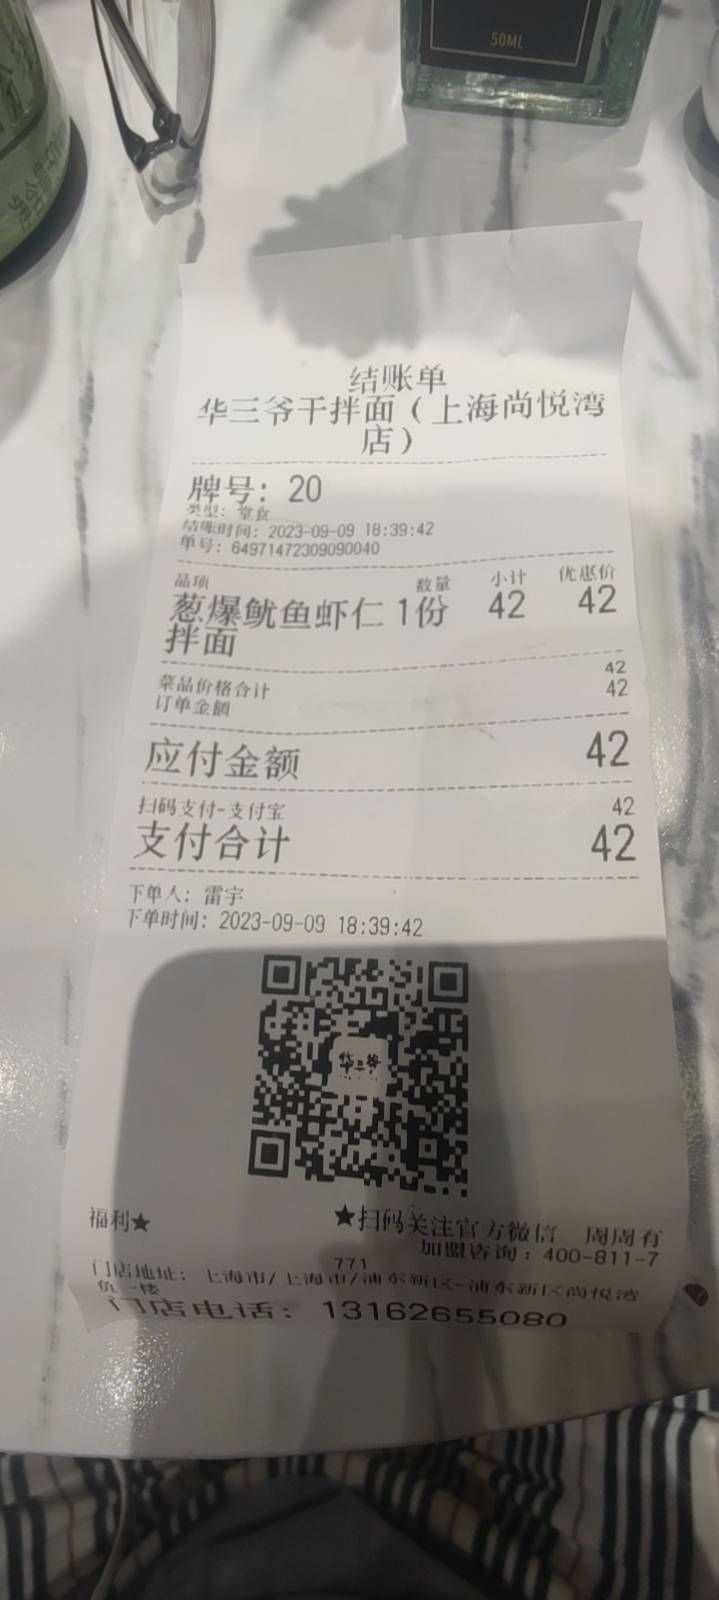 50ML
结账单
华三爷干拌面（上海尚悦湾
店）
牌号：20
类型：堂食
结账时间：2023-09-09 18:39:42
单号：64971472309090040
品项 数量 小计 优惠价
葱爆鱿鱼虾仁 1份 42 42
拌面
42
菜品价格合计 42
订单金额
应付金额 42
扫码支付-支付宝 42
支付合计 42
下单人：雷宇
下单时间：2023-09-09 18:39:42
华三爷
福利★ ★扫码关注官方微信 周周有
加盟咨询：400-811-7
771
门店地址：上海市/上海市/浦东新区-浦东新区尚悦湾
一楼
门店电话：13162655080